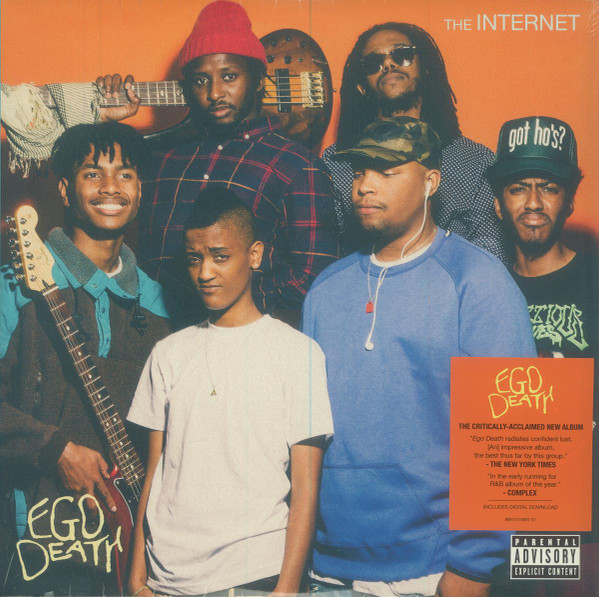 THE INTERNET
got ho's?
EGO
DEATH
THE CRITICALLY-ACCLAIMED NEW ALBUM
"Ego Death radiates confident lust.
[An] impressive album,
the best thus far by this group."
- THE NEW YORK TIMES
"In the early running for
R&B album of the year."
- COMPLEX
INCLUDES DIGITAL DOWNLOAD
EGO
DEATH
PARENTAL
ADVISORY
EXPLICIT CONTENT